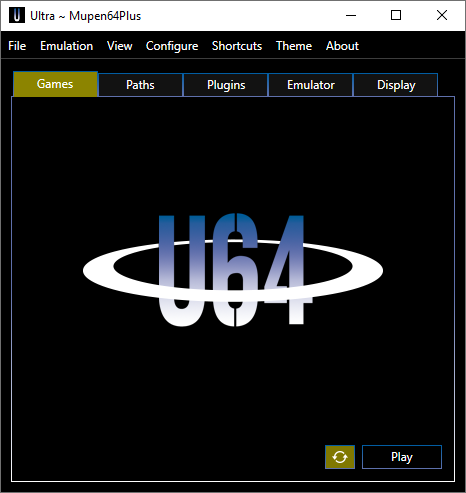 Ultra ~ Mupen64Plus
File Emulation View Configure Shortcuts Theme About
Games Paths Plugins Emulator Display
U64
Play